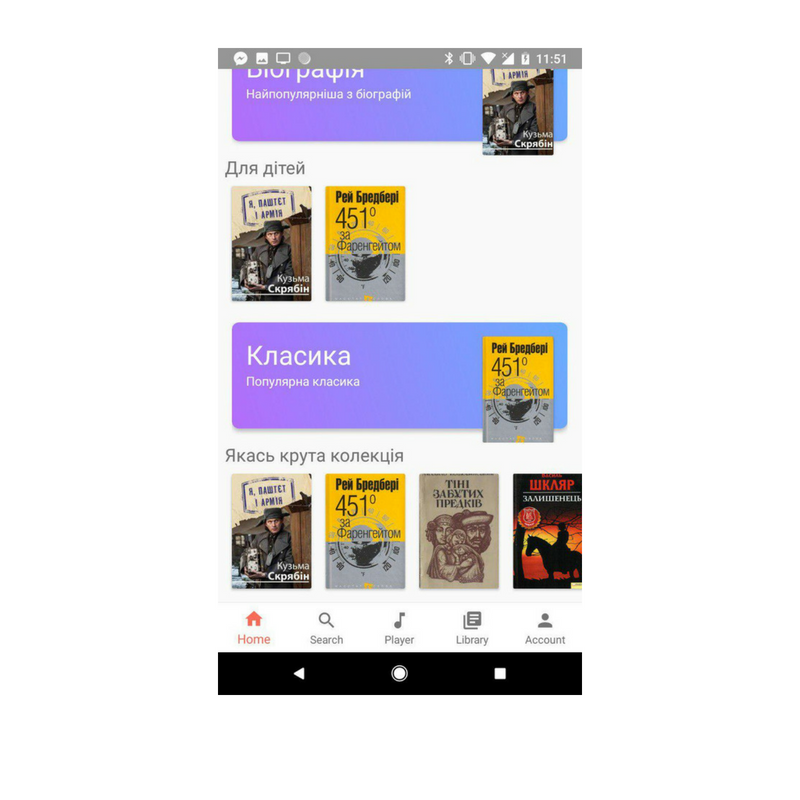 11:51
Біографія
Найпопулярніша з біографій
І АРМІЯ
Кузьма
Скрябін
Для дітей
Я, ПАШТЕТ
І АРМІЯ
Кузьма
Скрябін
Рей Бредбері
451°
за
Фаренгейтом
Класика
Популярна класика
Рей Бредбері
451°
за
Фаренгейтом
Якась крута колекція
Я, ПАШТЕТ
І АРМІЯ
Кузьма
Скрябін
Рей Бредбері
451°
за
Фаренгейтом
ТІНІ
ЗАБУТИХ
ПРЕДКІВ
ШКЛЯР
ЗАЛИШЕНЕЦЬ
Home
Search
Player
Library
Account